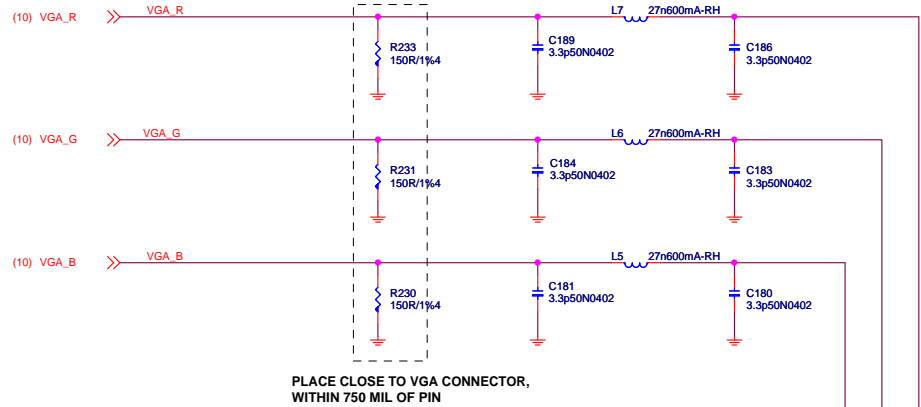 (10) VGA_R
VGA_R
L7
27n600mA-RH
R233
150R/1%4
C189
3.3p50N0402
C186
3.3p50N0402
(10) VGA_G
VGA_G
L6
27n600mA-RH
R231
150R/1%4
C184
3.3p50N0402
C183
3.3p50N0402
(10) VGA_B
VGA_B
L5
27n600mA-RH
R230
150R/1%4
C181
3.3p50N0402
C180
3.3p50N0402
PLACE CLOSE TO VGA CONNECTOR,
WITHIN 750 MIL OF PIN